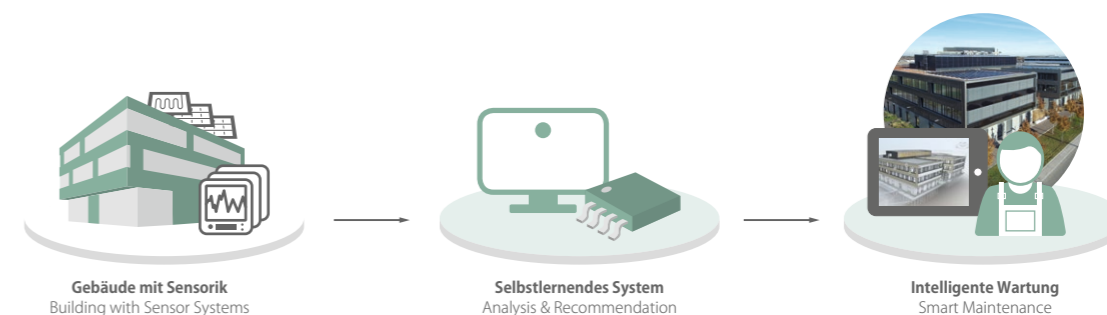 Gebäude mit Sensorik
Building with Sensor Systems
Selbstlernendes System
Analysis & Recommendation
Intelligente Wartung
Smart Maintenance